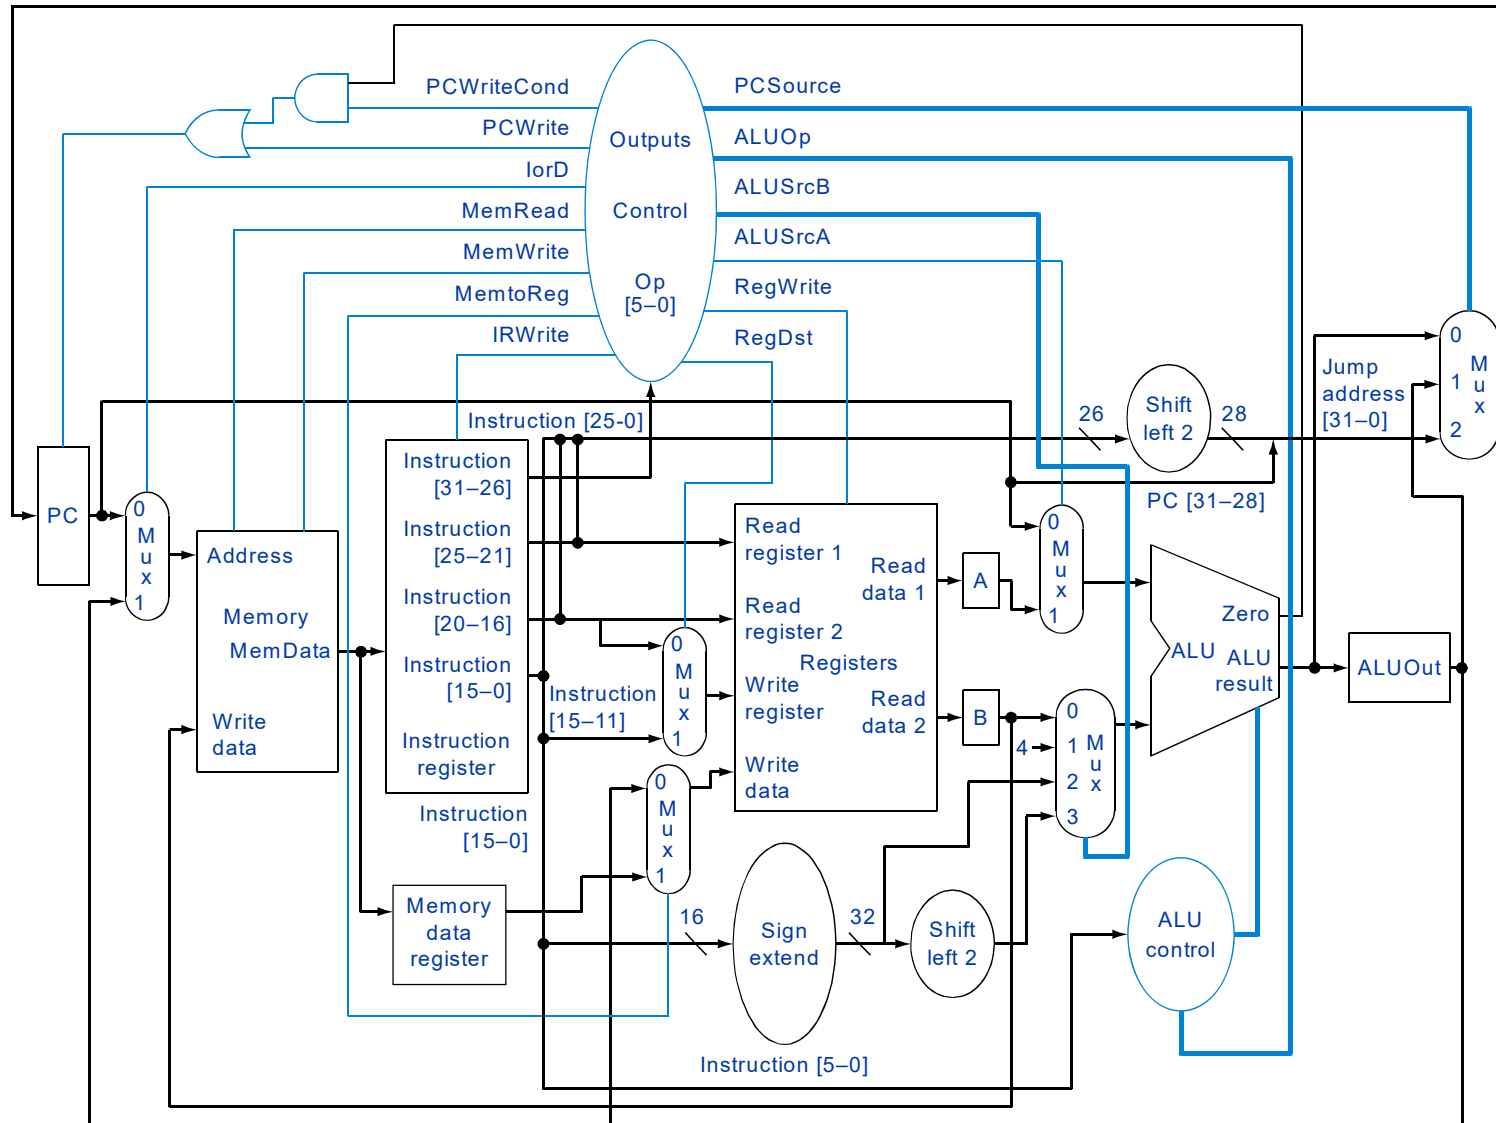 PCWriteCond
PCWrite
IorD
MemRead
MemWrite
MemtoReg
IRWrite
Outputs
Control
Op
[5–0]
PCSource
ALUOp
ALUSrcB
ALUSrcA
RegWrite
RegDst
Instruction [25-0]
26
Shift
left 2
28
Jump
address
[31–0]
0
1
2
M
u
x
PC [31–28]
PC
0
M
u
x
1
Address
Memory
MemData
Write
data
Instruction
[31–26]
Instruction
[25–21]
Instruction
[20–16]
Instruction
[15–0]
Instruction
register
Instruction
[15–11]
Instruction
[15–0]
0
M
u
x
1
0
M
u
x
1
Memory
data
register
Read
register 1
Read
register 2
Registers
Write
register
Write
data
Read
data 1
Read
data 2
A
B
0
M
u
x
1
4
0
1
2
3
M
u
x
Zero
ALU
ALU
result
ALUOut
16
Sign
extend
32
Shift
left 2
ALU
control
Instruction [5–0]